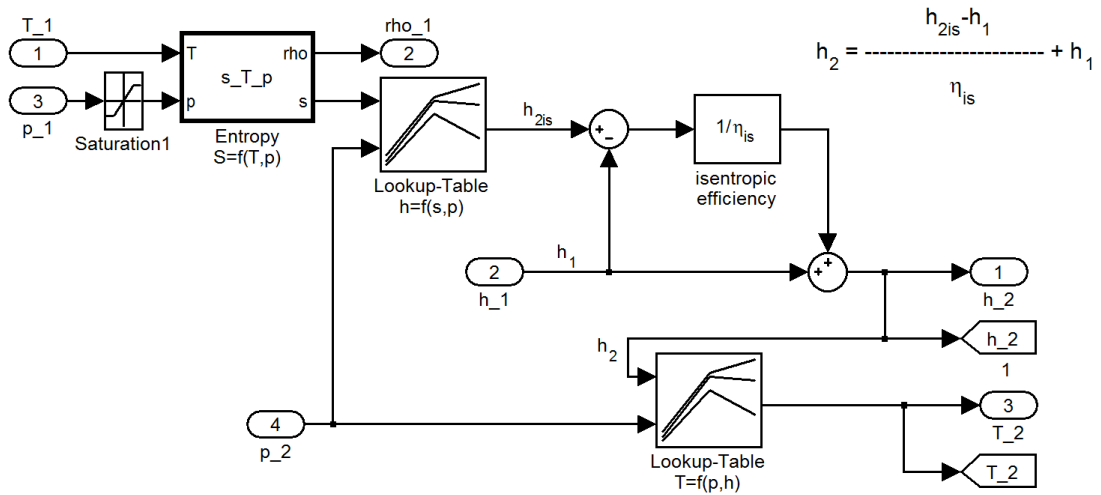 T_1
1
3
p_1
Saturation1
T
p
s_T_p
rho
s
Entropy
S=f(T,p)
rho_1
2
Lookup-Table
h=f(s,p)
h2is
+
−
1/ηis
isentropic
efficiency
h2is-h1
h2 = ------------------------ + h1
ηis
2
h_1
h1
+
+
1
h_2
h_2
1
h2
4
p_2
Lookup-Table
T=f(p,h)
3
T_2
T_2